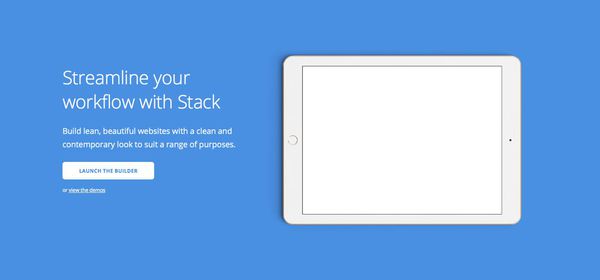 Streamline your
workflow with Stack
Build lean, beautiful websites with a clean and
contemporary look to suit a range of purposes.
LAUNCH THE BUILDER
or view the demos